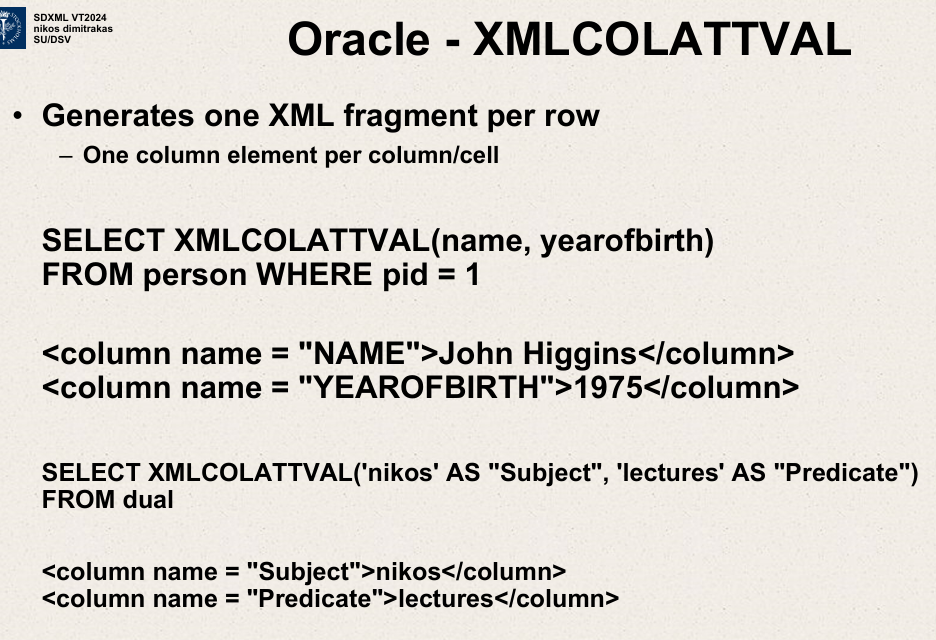 SDXML VT2024
nikos dimitrakas
SU/DSV
Oracle - XMLCOLATTVAL
• Generates one XML fragment per row
– One column element per column/cell
SELECT XMLCOLATTVAL(name, yearofbirth)
FROM person WHERE pid = 1
<column name = "NAME">John Higgins</column>
<column name = "YEAROFBIRTH">1975</column>
SELECT XMLCOLATTVAL('nikos' AS "Subject", 'lectures' AS "Predicate")
FROM dual
<column name = "Subject">nikos</column>
<column name = "Predicate">lectures</column>